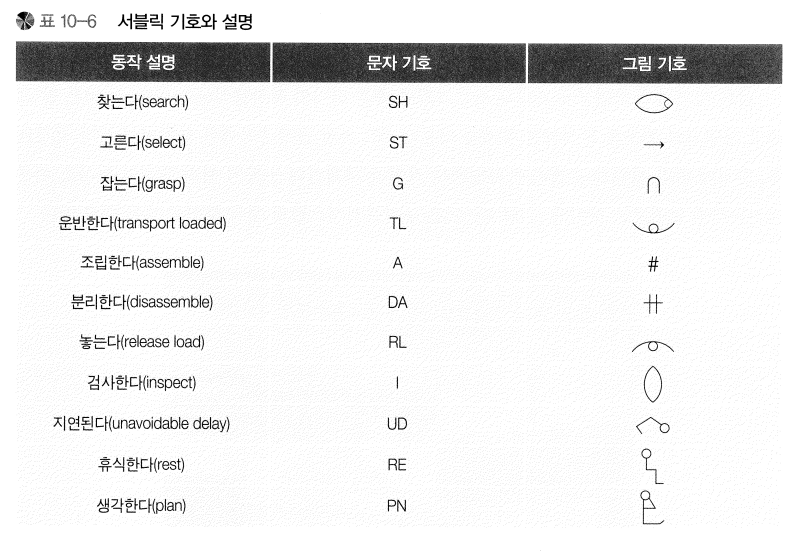 표 10-6 서블릭 기호와 설명
동작 설명 문자 기호 그림 기호
찾는다(search) SH
고른다(select) ST →
잡는다(grasp) G ∩
운반한다(transport loaded) TL
조립한다(assemble) A #
분리한다(disassemble) DA
놓는다(release load) RL
검사한다(inspect) I
지연된다(unavoidable delay) UD
휴식한다(rest) RE
생각한다(plan) PN